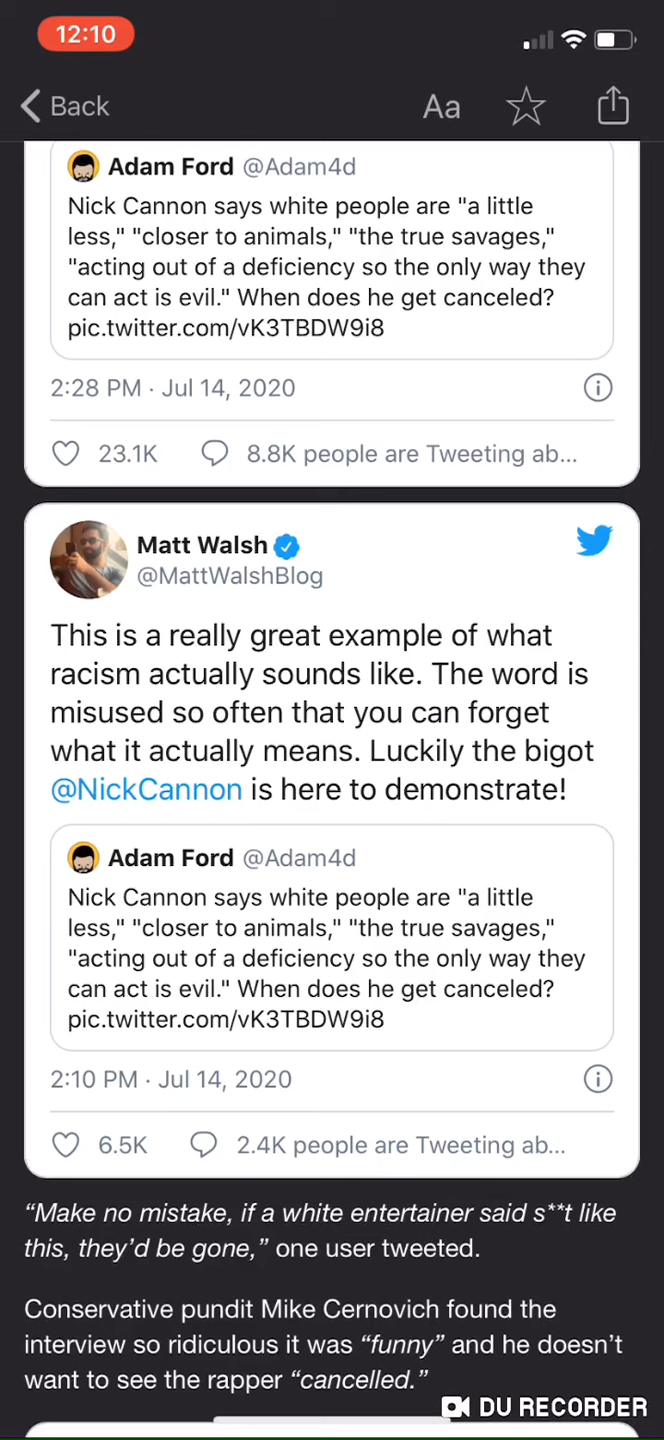 12:10
Back
Aa
Adam Ford @Adam4d
Nick Cannon says white people are "a little
less," "closer to animals," "the true savages,"
"acting out of a deficiency so the only way they
can act is evil." When does he get canceled?
pic.twitter.com/vK3TBDW9i8
2:28 PM · Jul 14, 2020
23.1K 8.8K people are Tweeting ab...
Matt Walsh
@MattWalshBlog
This is a really great example of what
racism actually sounds like. The word is
misused so often that you can forget
what it actually means. Luckily the bigot
@NickCannon is here to demonstrate!
Adam Ford @Adam4d
Nick Cannon says white people are "a little
less," "closer to animals," "the true savages,"
"acting out of a deficiency so the only way they
can act is evil." When does he get canceled?
pic.twitter.com/vK3TBDW9i8
2:10 PM · Jul 14, 2020
6.5K 2.4K people are Tweeting ab...
“Make no mistake, if a white entertainer said s**t like
this, they’d be gone,” one user tweeted.
Conservative pundit Mike Cernovich found the
interview so ridiculous it was “funny” and he doesn’t
want to see the rapper “cancelled.”
DU RECORDER